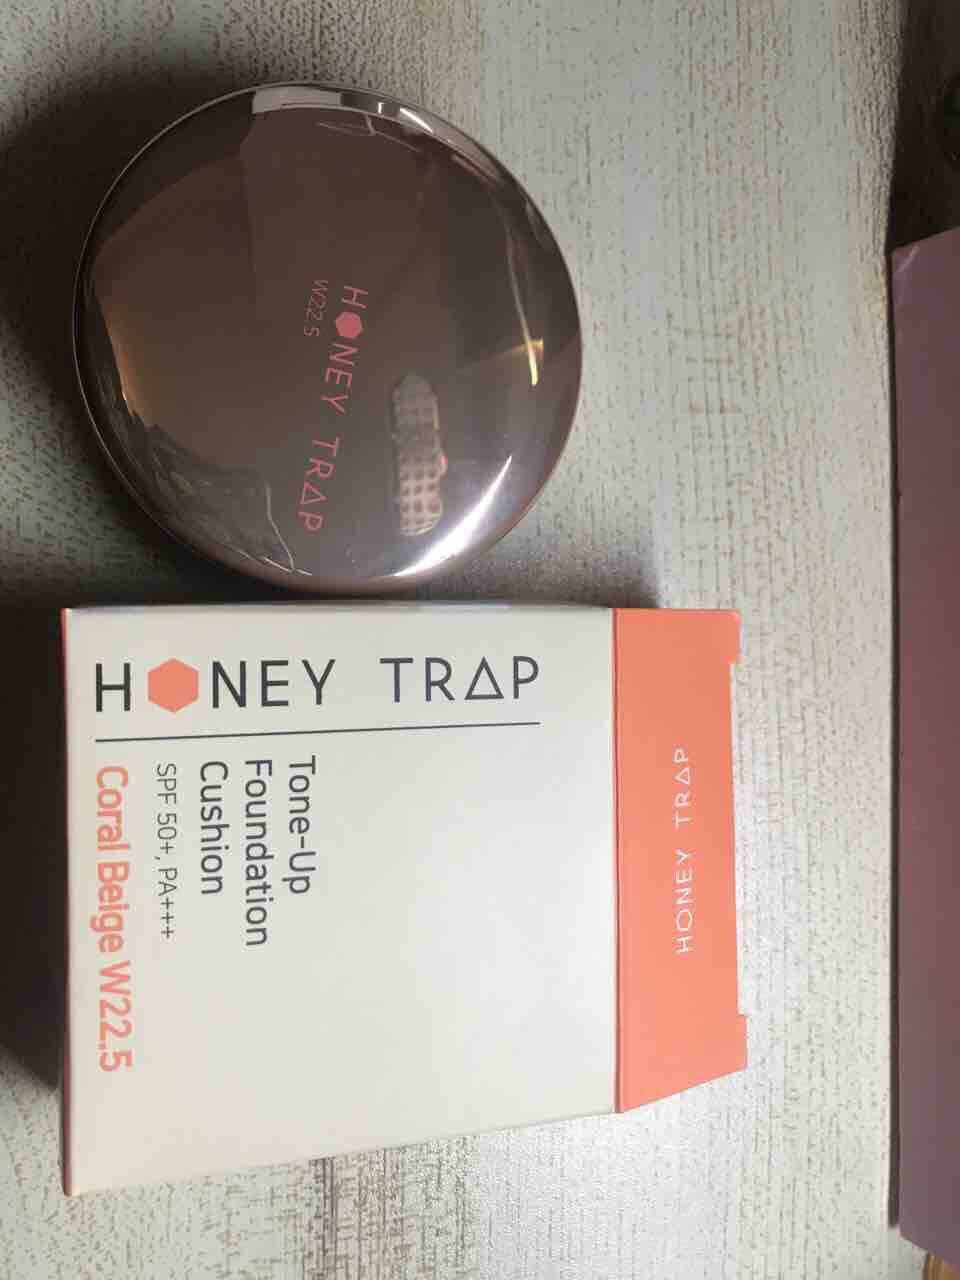 HONEY TRAP
W22.5
HONEY TRAP
Tone-Up
Foundation
Cushion
SPF 50+, PA+++
Coral Beige W22.5
HONEY TRAP